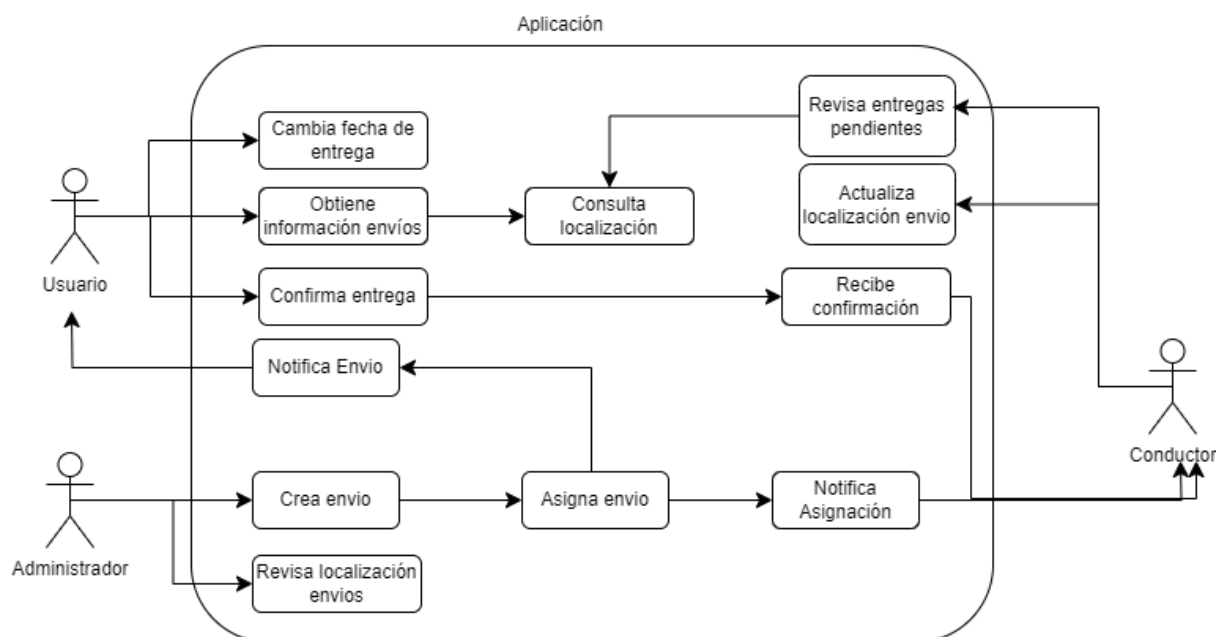 Aplicación
Revisa entregas
pendientes
Cambia fecha de
entrega
Obtiene
información envíos
Consulta
localización
Actualiza
localización envio
Usuario
Confirma entrega
Recibe
confirmación
Notifica Envio
Conductor
Administrador
Crea envio
Asigna envio
Notifica
Asignación
Revisa localización
envios